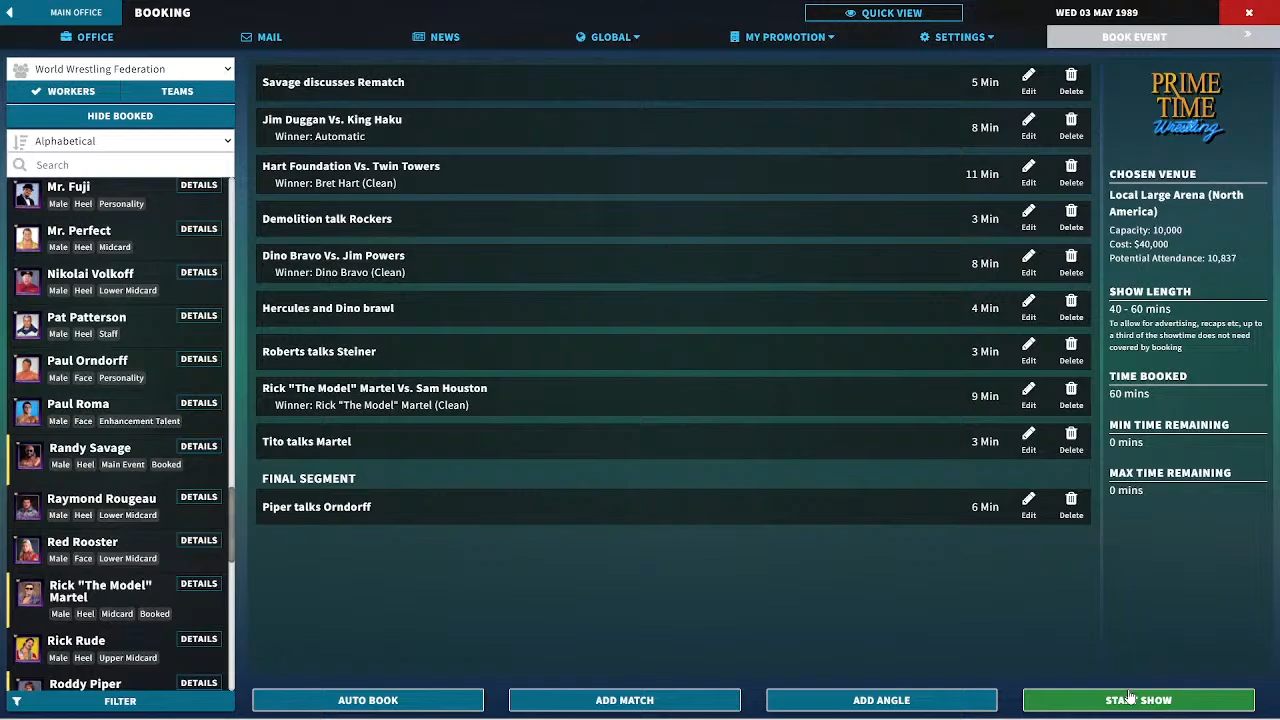 MAIN OFFICE
BOOKING
QUICK VIEW
WED 03 MAY 1989
OFFICE
MAIL
NEWS
GLOBAL
MY PROMOTION
SETTINGS
BOOK EVENT
World Wrestling Federation
WORKERS
TEAMS
HIDE BOOKED
Alphabetical
Search
Mr. Fuji
DETAILS
Male Heel Personality
Mr. Perfect
DETAILS
Male Heel Midcard
Nikolai Volkoff
DETAILS
Male Heel Lower Midcard
Pat Patterson
DETAILS
Male Heel Staff
Paul Orndorff
DETAILS
Male Face Personality
Paul Roma
DETAILS
Male Face Enhancement Talent
Randy Savage
DETAILS
Male Heel Main Event Booked
Raymond Rougeau
DETAILS
Male Heel Lower Midcard
Red Rooster
DETAILS
Male Face Lower Midcard
Rick "The Model"
Martel
DETAILS
Male Heel Midcard Booked
Rick Rude
DETAILS
Male Heel Upper Midcard
Roddy Piper
DETAILS
FILTER
Savage discusses Rematch
5 Min
Edit
Delete
Jim Duggan Vs. King Haku
Winner: Automatic
8 Min
Edit
Delete
Hart Foundation Vs. Twin Towers
Winner: Bret Hart (Clean)
11 Min
Edit
Delete
Demolition talk Rockers
3 Min
Edit
Delete
Dino Bravo Vs. Jim Powers
Winner: Dino Bravo (Clean)
8 Min
Edit
Delete
Hercules and Dino brawl
4 Min
Edit
Delete
Roberts talks Steiner
3 Min
Edit
Delete
Rick "The Model" Martel Vs. Sam Houston
Winner: Rick "The Model" Martel (Clean)
9 Min
Edit
Delete
Tito talks Martel
3 Min
Edit
Delete
FINAL SEGMENT
Piper talks Orndorff
6 Min
Edit
Delete
AUTO BOOK
ADD MATCH
ADD ANGLE
START SHOW
PRIME
TIME
Wrestling
CHOSEN VENUE
Local Large Arena (North
America)
Capacity: 10,000
Cost: $40,000
Potential Attendance: 10,837
SHOW LENGTH
40 - 60 mins
To allow for advertising, recaps etc, up to
a third of the showtime does not need
covered by booking
TIME BOOKED
60 mins
MIN TIME REMAINING
0 mins
MAX TIME REMAINING
0 mins